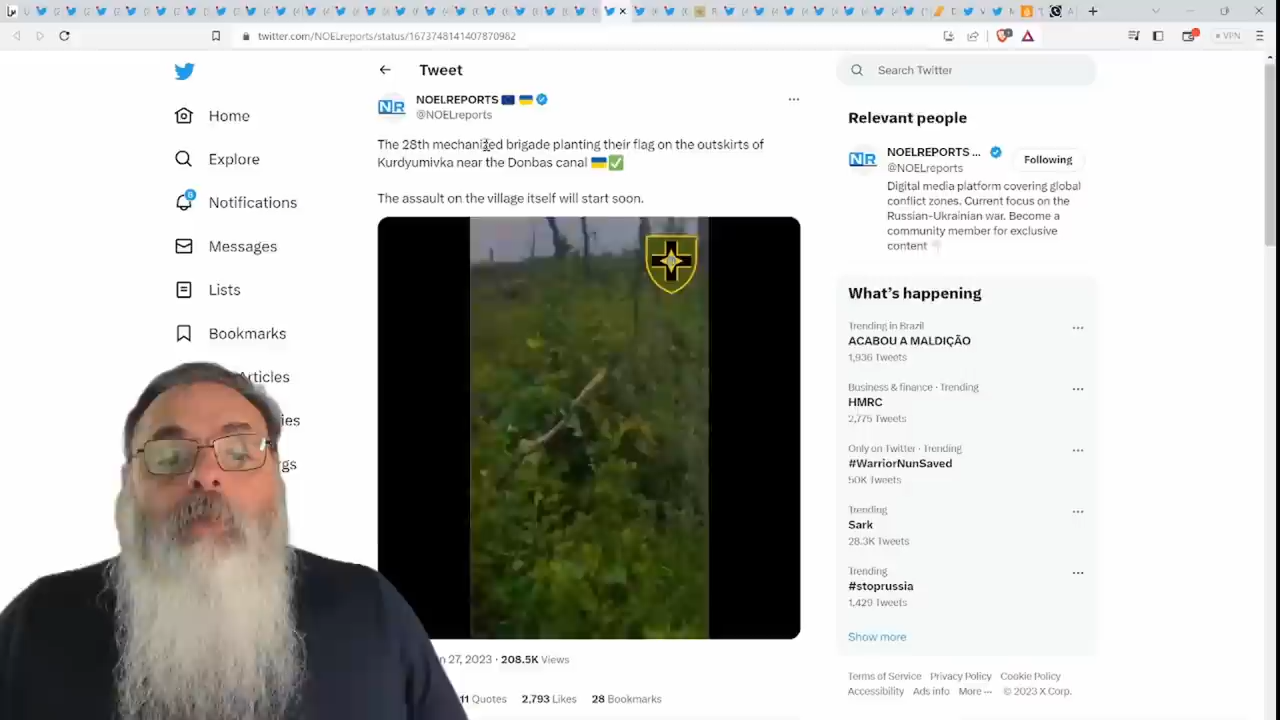 twitter.com/NOELreports/status/1673748141407870982
VPN
Home
Explore
6
Notifications
Messages
Lists
Bookmarks
Articles
Tweet
NOELREPORTS
@NOELreports
The 28th mechanized brigade planting their flag on the outskirts of
Kurdyumivka near the Donbas canal
The assault on the village itself will start soon.
27, 2023 · 208.5K Views
11 Quotes 2,793 Likes 28 Bookmarks
Search Twitter
Relevant people
NR
NOELREPORTS ...
Following
@NOELreports
Digital media platform covering global
conflict zones. Current focus on the
Russian-Ukrainian war. Become a
community member for exclusive
content
What's happening
Trending in Brazil
ACABOU A MALDIÇÃO
1,936 Tweets
Business & finance · Trending
HMRC
2,775 Tweets
Only on Twitter · Trending
#WarriorNunSaved
50K Tweets
Trending
Sark
28.3K Tweets
Trending
#stoprussia
1,429 Tweets
Show more
Terms of Service Privacy Policy Cookie Policy
Accessibility Ads info More ··· © 2023 X Corp.